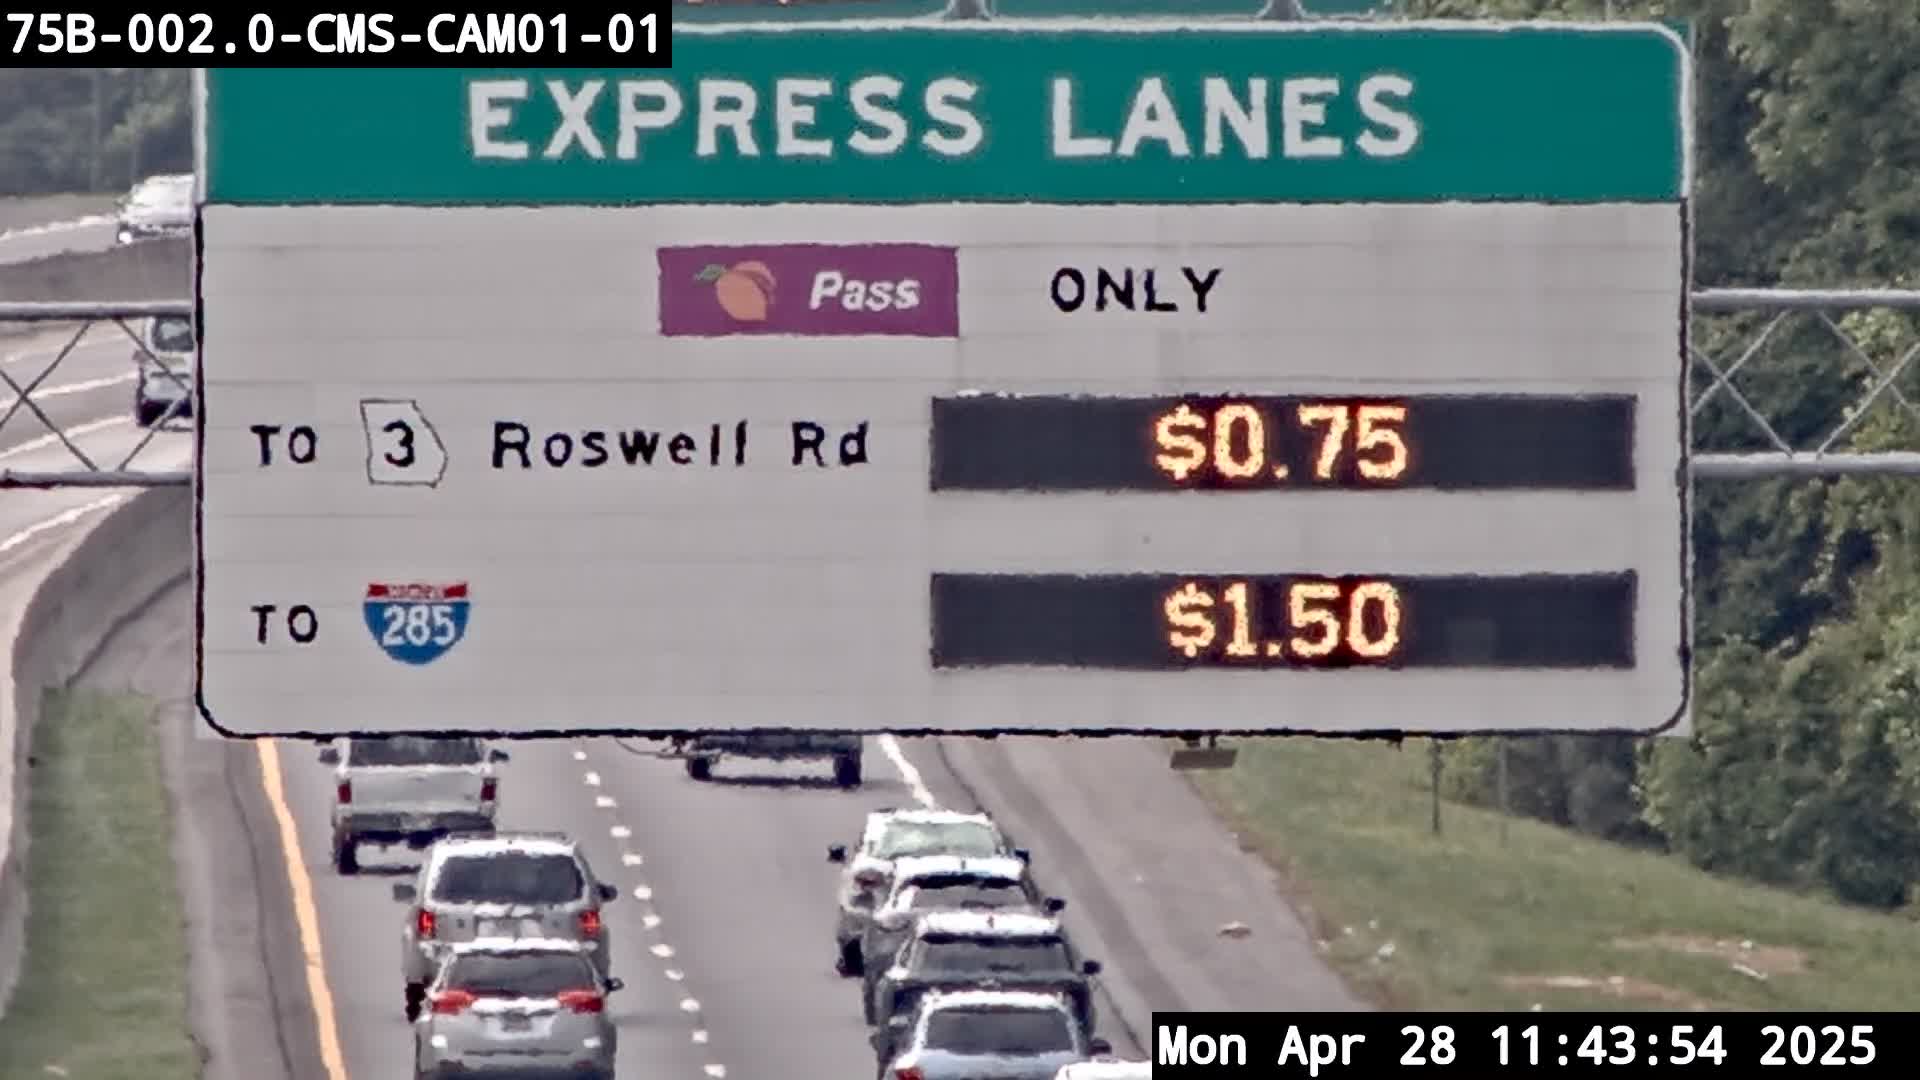 75B-002.0-CMS-CAM01-01
EXPRESS LANES
Pass ONLY
TO 3 Roswell Rd $0.75
TO 285 $1.50
Mon Apr 28 11:43:54 2025